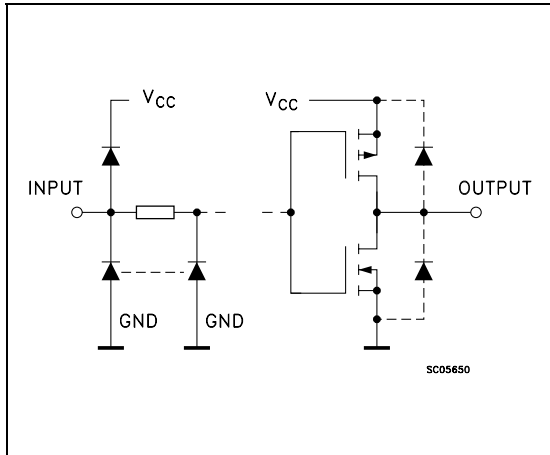 VCC
VCC
INPUT
OUTPUT
GND
GND
SC05650